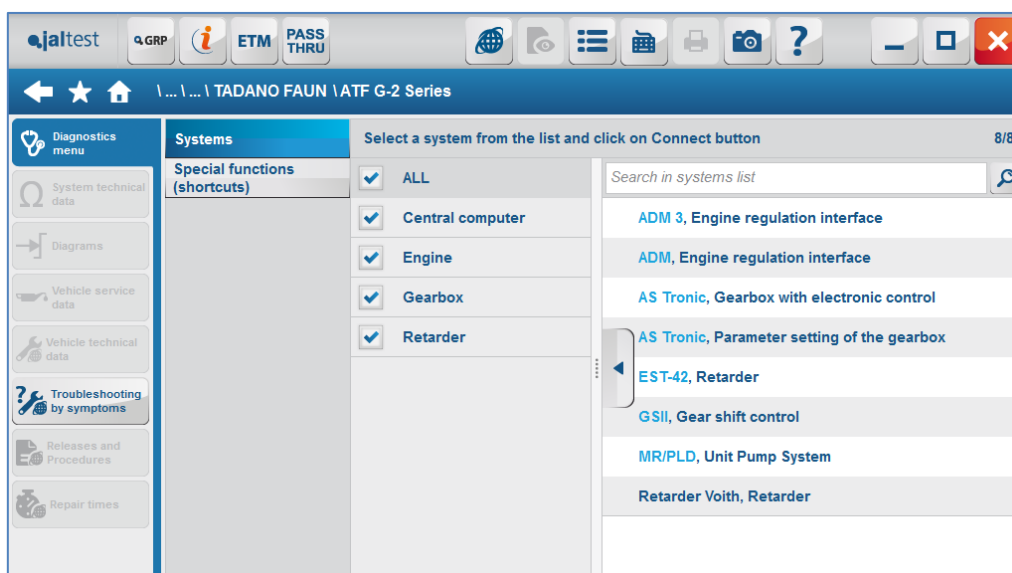 jaltest
GRP
i
ETM
PASS
THRU
?
\ ... \ ... \ TADANO FAUN \ ATF G-2 Series
Diagnostics
menu
System technical
data
Diagrams
Vehicle service
data
Vehicle technical
data
Troubleshooting
by symptoms
Releases and
Procedures
Repair times
Systems
Special functions
(shortcuts)
Select a system from the list and click on Connect button
8/8
ALL
Central computer
Engine
Gearbox
Retarder
Search in systems list
ADM 3, Engine regulation interface
ADM, Engine regulation interface
AS Tronic, Gearbox with electronic control
AS Tronic, Parameter setting of the gearbox
EST-42, Retarder
GSII, Gear shift control
MR/PLD, Unit Pump System
Retarder Voith, Retarder